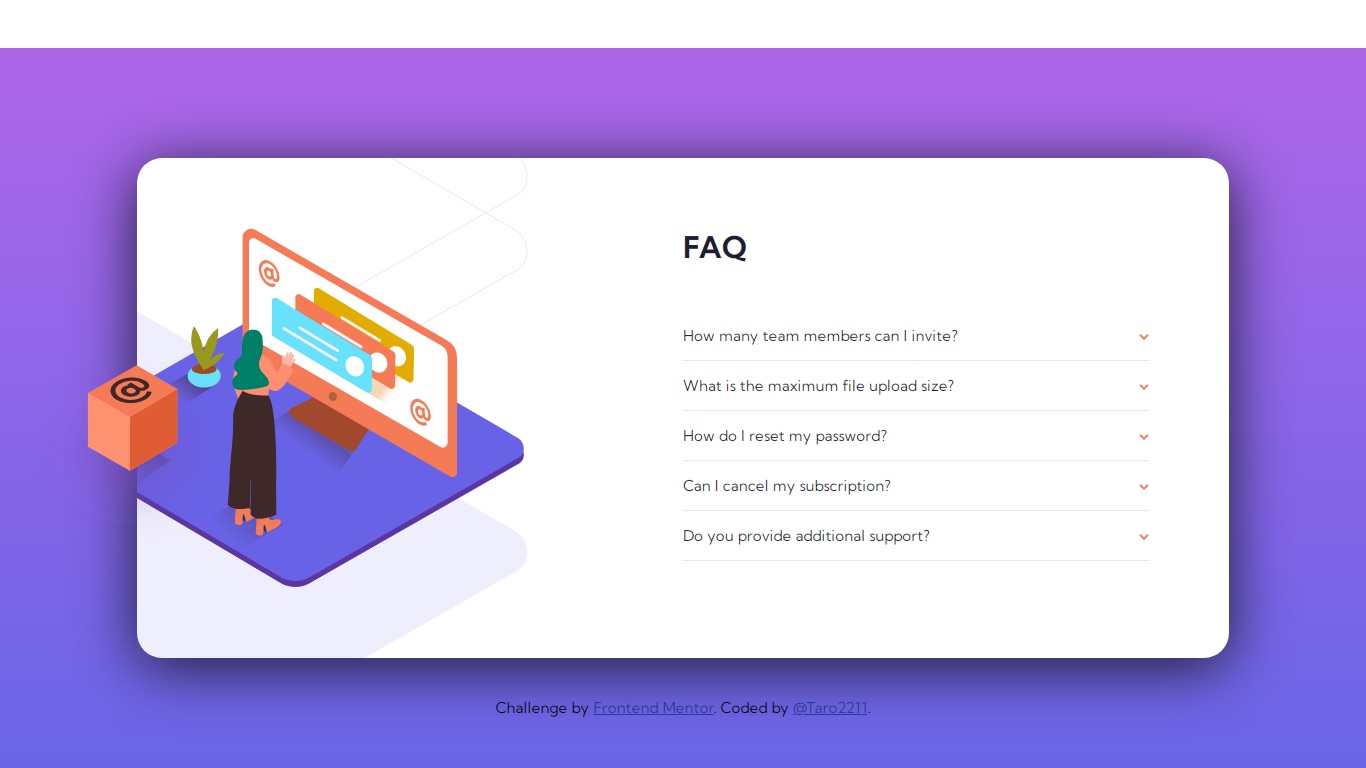 @
@
@
FAQ
How many team members can I invite?
What is the maximum file upload size?
How do I reset my password?
Can I cancel my subscription?
Do you provide additional support?
Challenge by Frontend Mentor. Coded by @Taro2211.